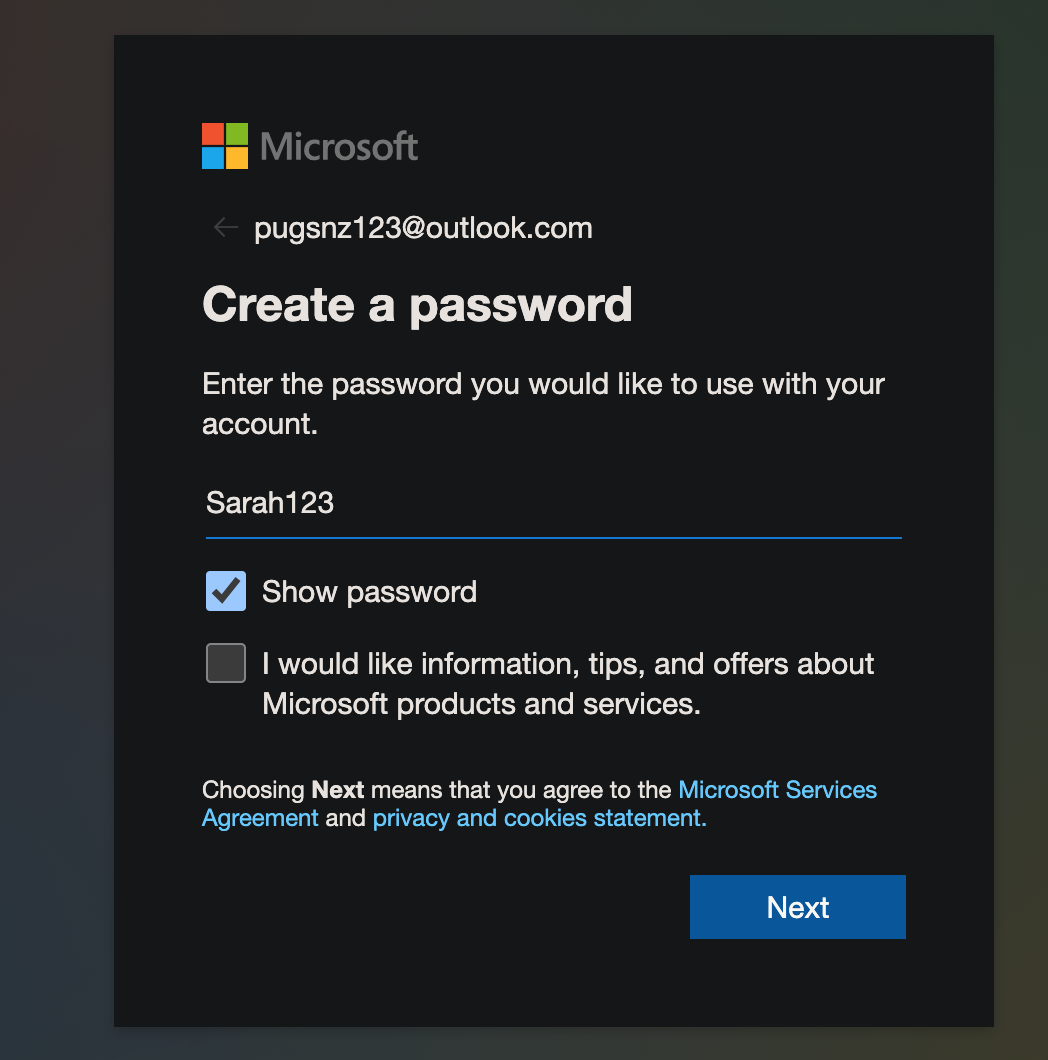 Microsoft
pugsnz123@outlook.com
Create a password
Enter the password you would like to use with your
account.
Sarah123
Show password
I would like information, tips, and offers about
Microsoft products and services.
Choosing Next means that you agree to the Microsoft Services
Agreement and privacy and cookies statement.
Next